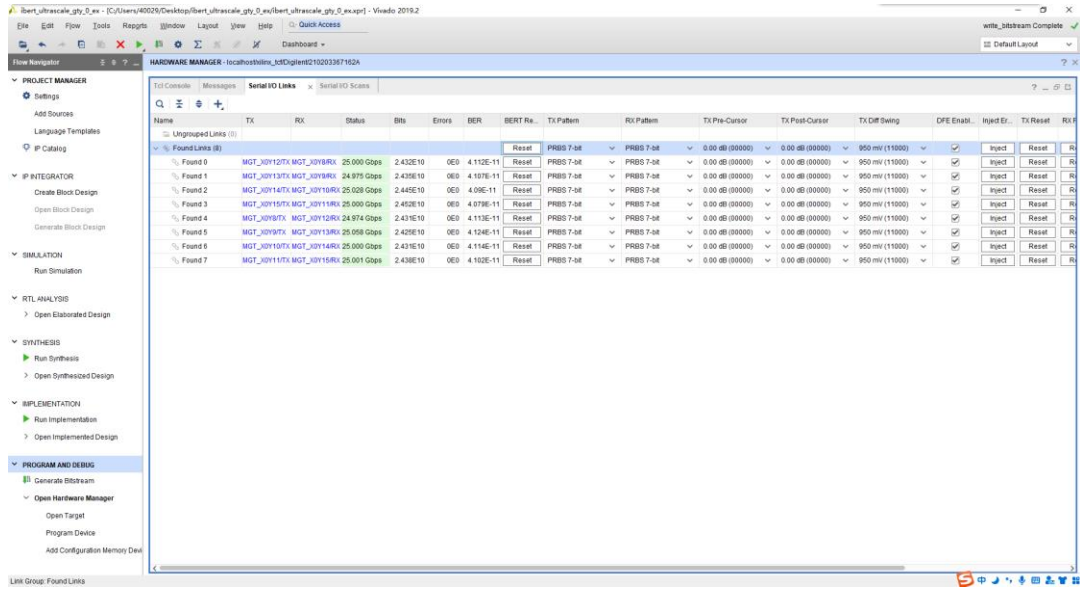 ibert_ultrascale_gty_0_ex - [C:/Users/40029/Desktop/ibert_ultrascale_gty_0_ex/ibert_ultrascale_gty_0_ex.xpr] - Vivado 2019.2
File Edit Flow Tools Reports Window Layout View Help Quick Access write_bitstream Complete
Dashboard Default Layout
Flow Navigator
HARDWARE MANAGER - localhost/xilinx_tcf/Digilent/210203367162A
PROJECT MANAGER
Settings
Add Sources
Language Templates
IP Catalog
IP INTEGRATOR
Create Block Design
Open Block Design
Generate Block Design
SIMULATION
Run Simulation
RTL ANALYSIS
Open Elaborated Design
SYNTHESIS
Run Synthesis
Open Synthesized Design
IMPLEMENTATION
Run Implementation
Open Implemented Design
PROGRAM AND DEBUG
Generate Bitstream
Open Hardware Manager
Open Target
Program Device
Add Configuration Memory Devi
Tcl Console Messages Serial I/O Links Serial I/O Scans
Name TX RX Status Bits Errors BER BERT Re... TX Pattern RX Pattern TX Pre-Cursor TX Post-Cursor TX Diff Swing DFE Enabl... Inject Er... TX Reset RX R
Ungrouped Links (0)
Found Links (8) Reset PRBS 7-bit PRBS 7-bit 0.00 dB (00000) 0.00 dB (00000) 950 mV (11000) Inject Reset
Found 0 MGT_X0Y12/TX MGT_X0Y8/RX 25.000 Gbps 2.432E10 0E0 4.112E-11 Reset PRBS 7-bit PRBS 7-bit 0.00 dB (00000) 0.00 dB (00000) 950 mV (11000) Inject Reset
Found 1 MGT_X0Y13/TX MGT_X0Y9/RX 24.975 Gbps 2.435E10 0E0 4.107E-11 Reset PRBS 7-bit PRBS 7-bit 0.00 dB (00000) 0.00 dB (00000) 950 mV (11000) Inject Reset
Found 2 MGT_X0Y14/TX MGT_X0Y10/RX 25.028 Gbps 2.445E10 0E0 4.09E-11 Reset PRBS 7-bit PRBS 7-bit 0.00 dB (00000) 0.00 dB (00000) 950 mV (11000) Inject Reset
Found 3 MGT_X0Y15/TX MGT_X0Y11/RX 25.000 Gbps 2.452E10 0E0 4.079E-11 Reset PRBS 7-bit PRBS 7-bit 0.00 dB (00000) 0.00 dB (00000) 950 mV (11000) Inject Reset
Found 4 MGT_X0Y8/TX MGT_X0Y12/RX 24.974 Gbps 2.431E10 0E0 4.113E-11 Reset PRBS 7-bit PRBS 7-bit 0.00 dB (00000) 0.00 dB (00000) 950 mV (11000) Inject Reset
Found 5 MGT_X0Y9/TX MGT_X0Y13/RX 25.058 Gbps 2.425E10 0E0 4.124E-11 Reset PRBS 7-bit PRBS 7-bit 0.00 dB (00000) 0.00 dB (00000) 950 mV (11000) Inject Reset
Found 6 MGT_X0Y10/TX MGT_X0Y14/RX 25.000 Gbps 2.431E10 0E0 4.114E-11 Reset PRBS 7-bit PRBS 7-bit 0.00 dB (00000) 0.00 dB (00000) 950 mV (11000) Inject Reset
Found 7 MGT_X0Y11/TX MGT_X0Y15/RX 25.001 Gbps 2.438E10 0E0 4.102E-11 Reset PRBS 7-bit PRBS 7-bit 0.00 dB (00000) 0.00 dB (00000) 950 mV (11000) Inject Reset
Link Group: Found Links
中